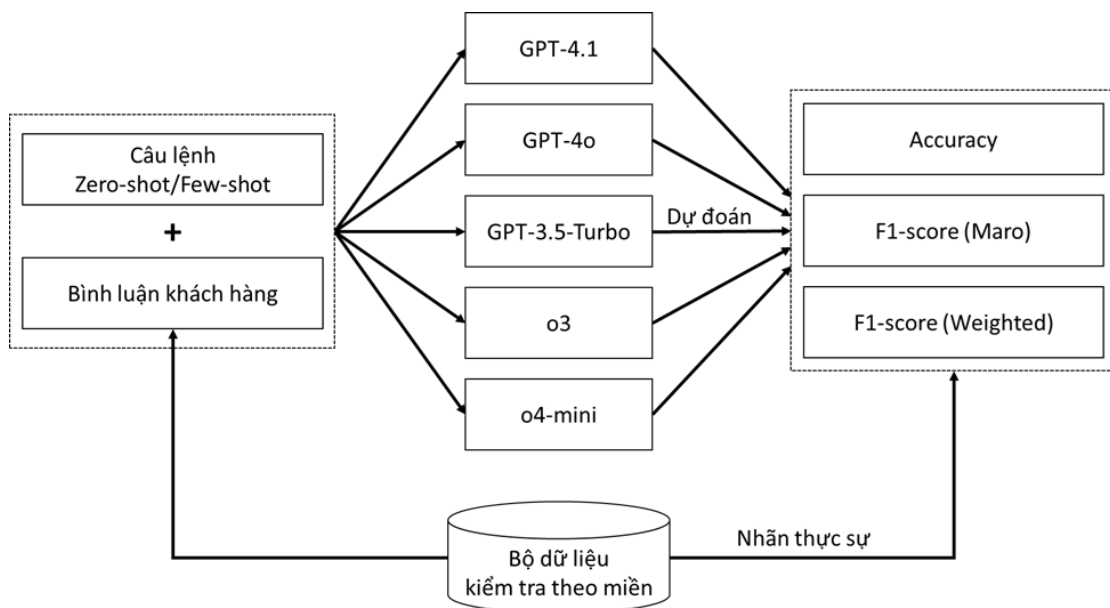 Câu lệnh
Zero-shot/Few-shot
+
Bình luận khách hàng
GPT-4.1
GPT-4o
GPT-3.5-Turbo
o3
o4-mini
Dự đoán
Accuracy
F1-score (Maro)
F1-score (Weighted)
Bộ dữ liệu
kiểm tra theo miền
Nhãn thực sự